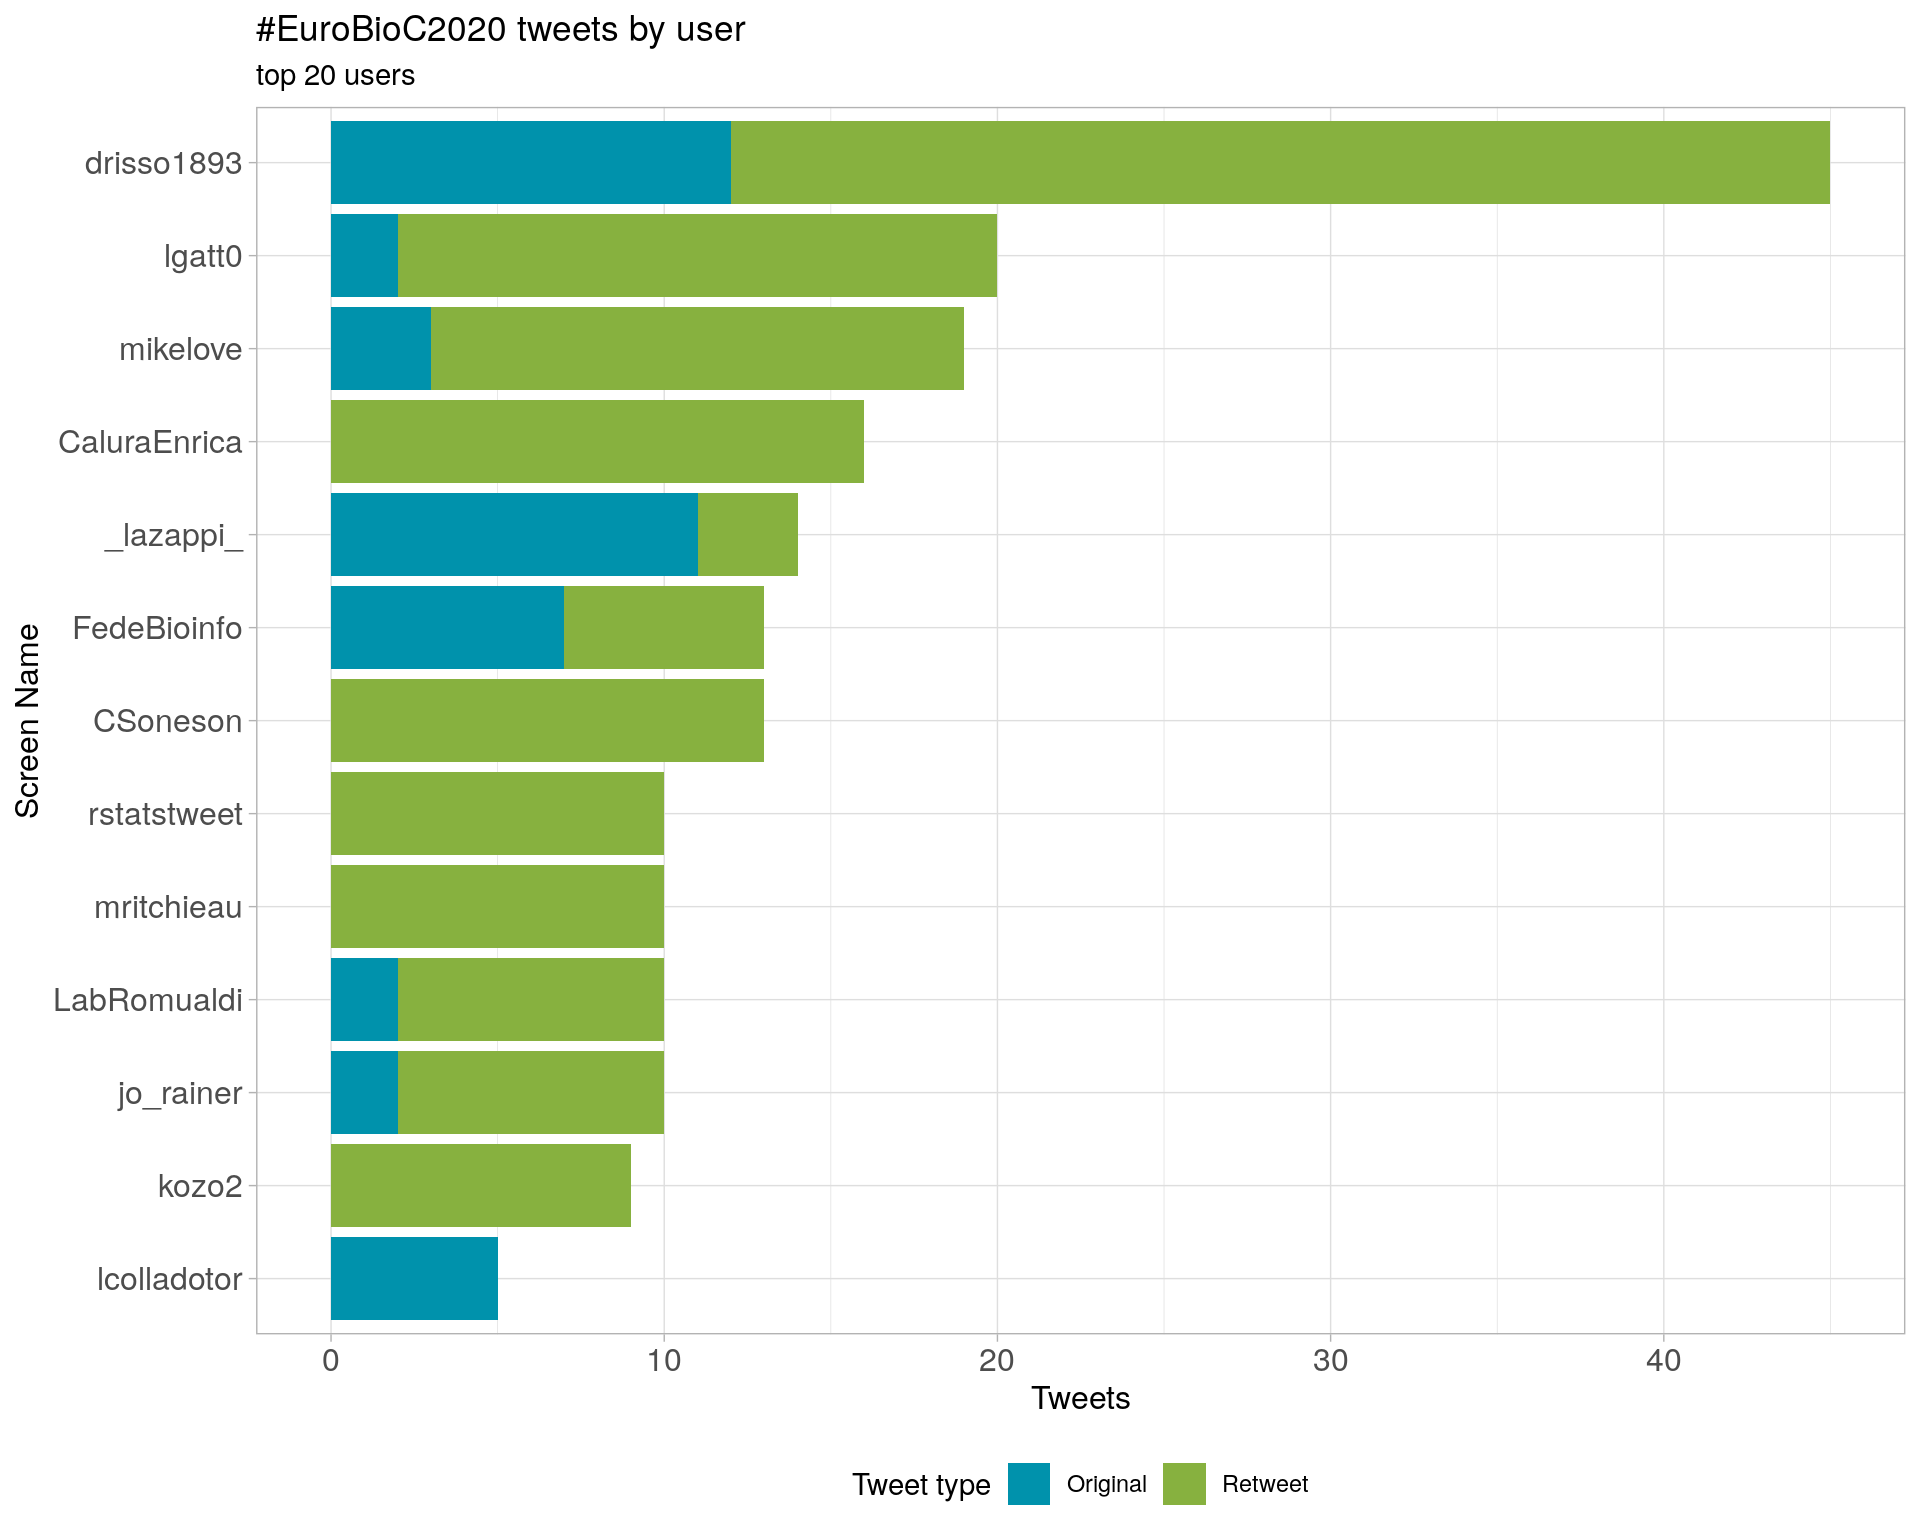 #EuroBioC2020 tweets by user
top 20 users
Screen Name
drisso1893
lgatt0
mikelove
CaluraEnrica
_lazappi_
FedeBioinfo
CSoneson
rstatstweet
mritchieau
LabRomualdi
jo_rainer
kozo2
lcolladotor
0 10 20 30 40
Tweets
Tweet type Original Retweet